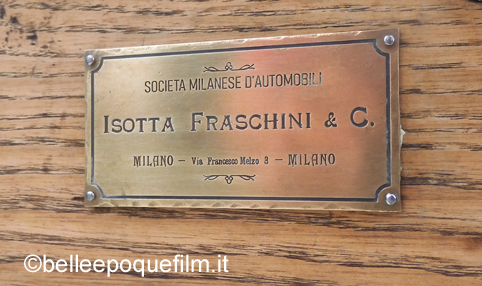 SOCIETA MILANESE D'AUTOMOBILI
ISOTTA FRASCHINI & C.
MILANO — Via Francesco Melzo 8 — MILANO
©belleepoquefilm.it